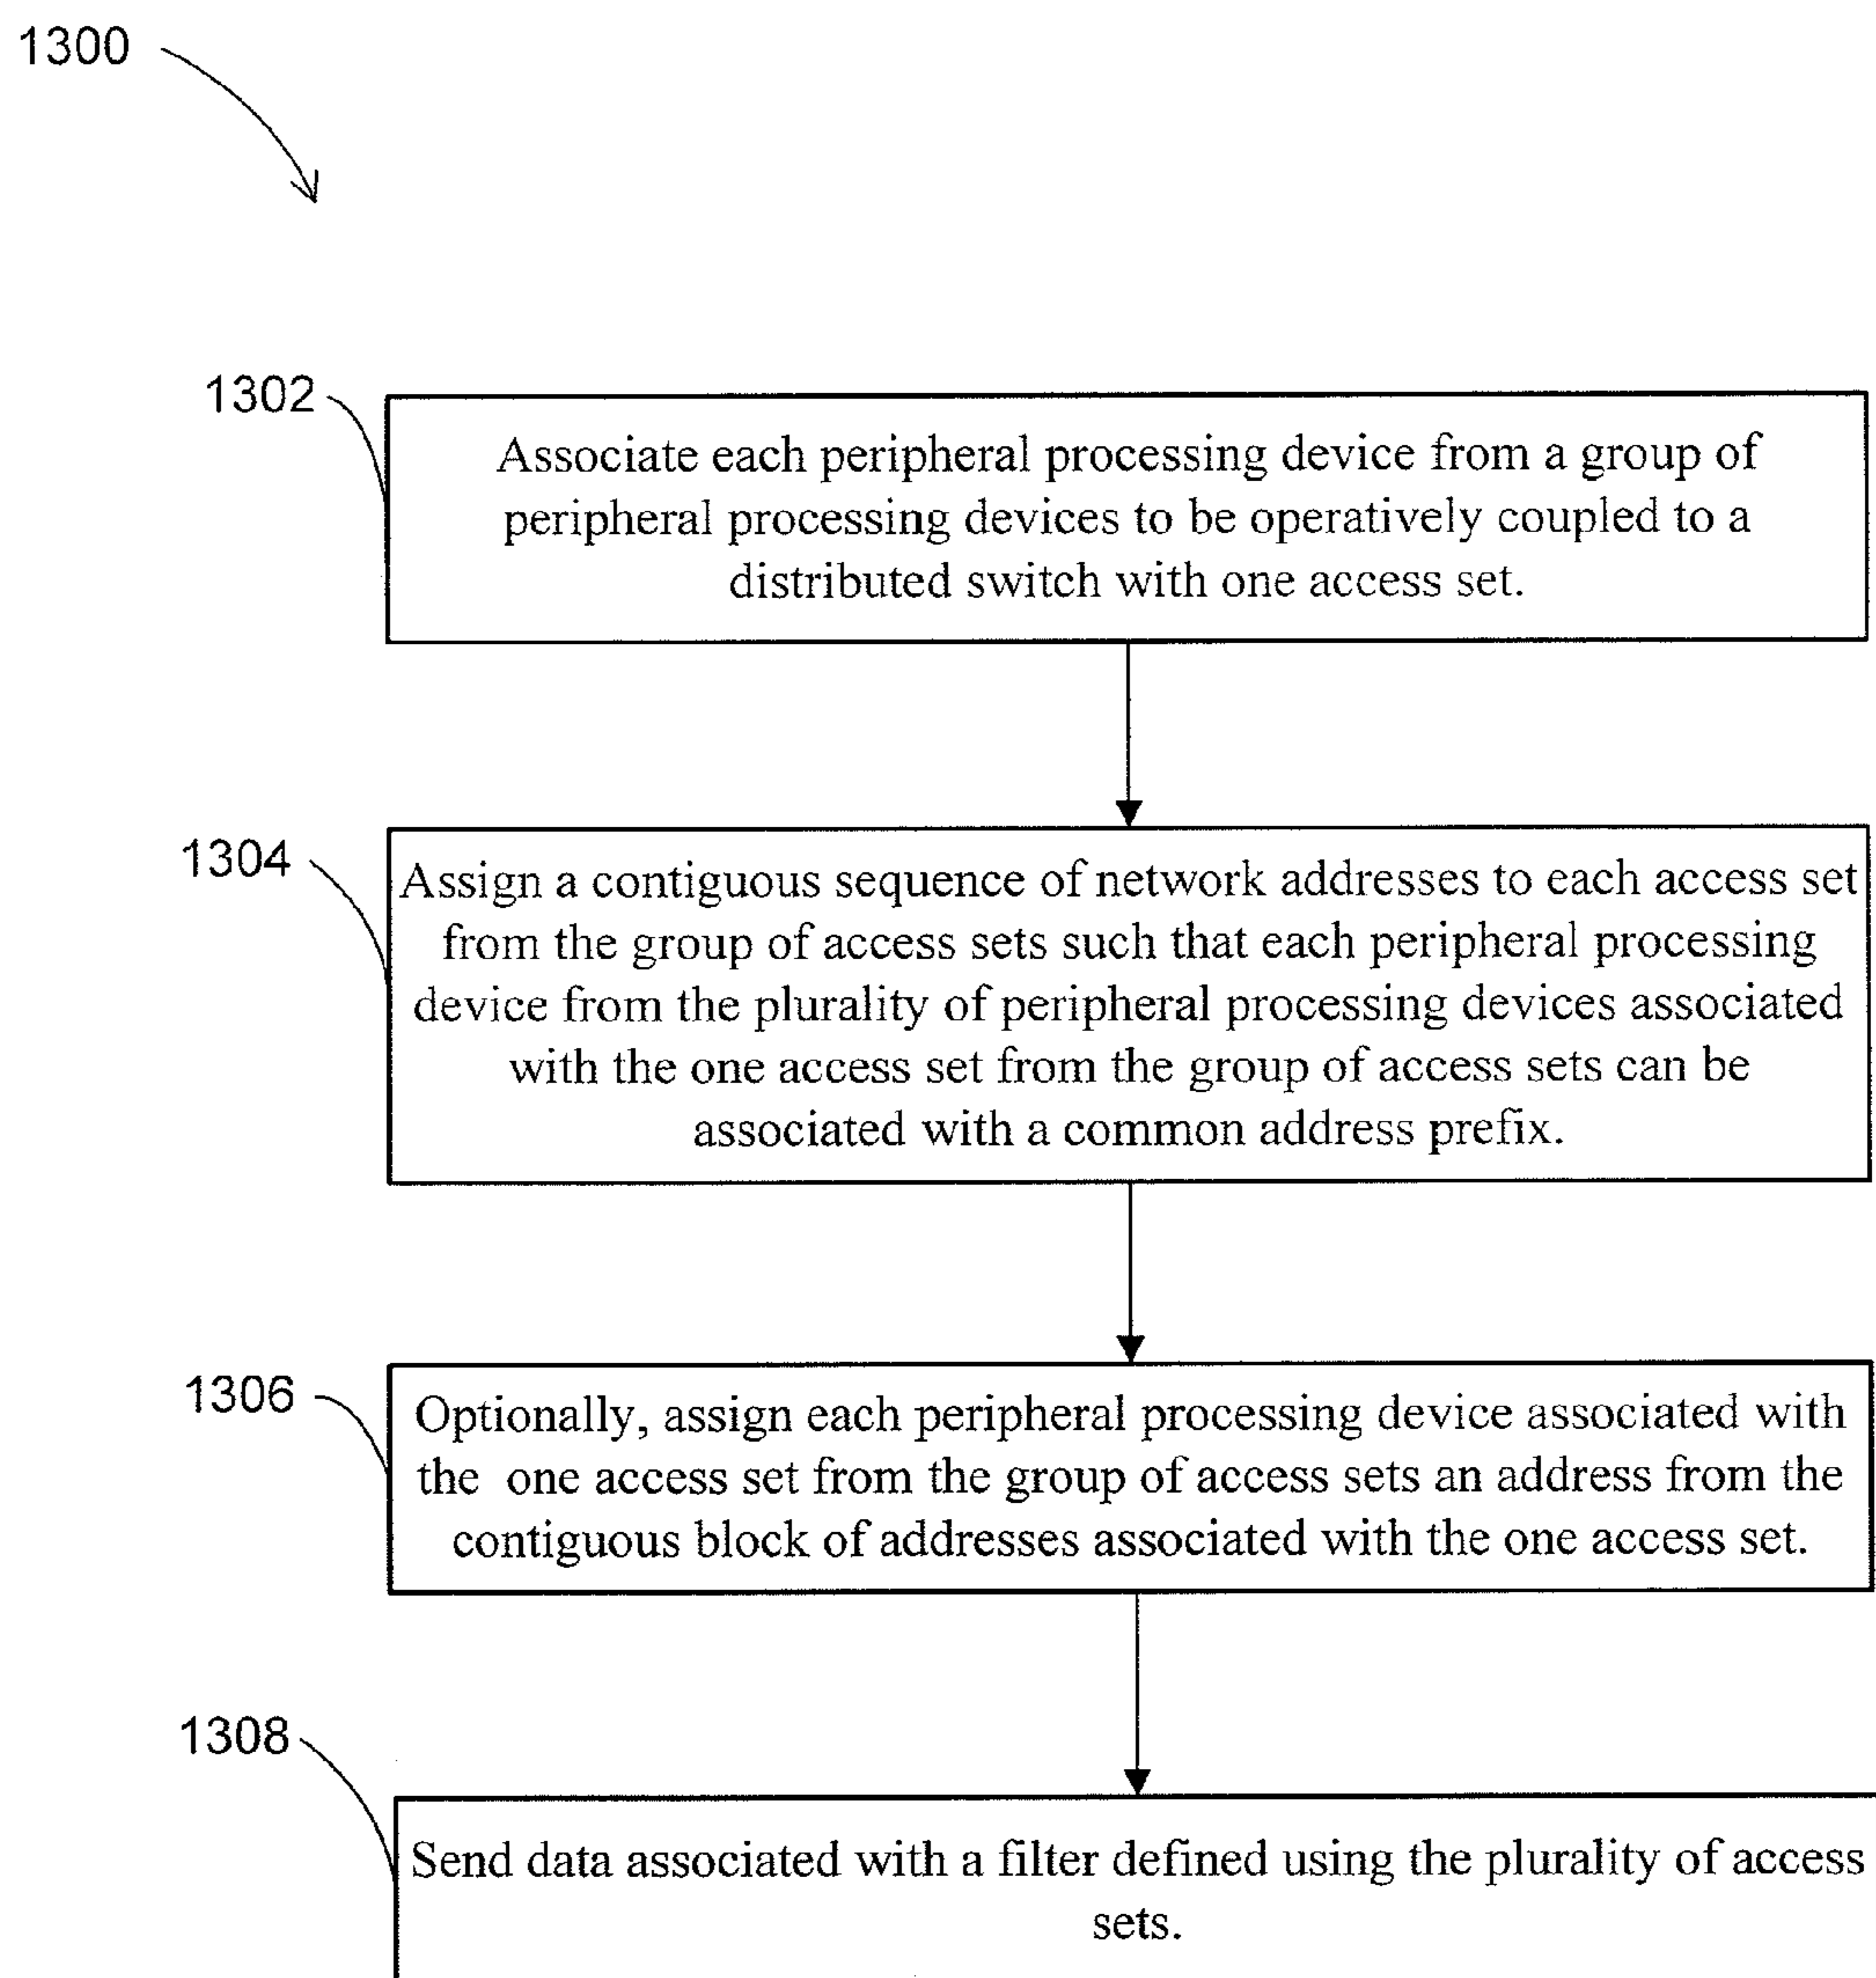 1300
1302
Associate each peripheral processing device from a group of
peripheral processing devices to be operatively coupled to a
distributed switch with one access set.
1304
Assign a contiguous sequence of network addresses to each access set
from the group of access sets such that each peripheral processing
device from the plurality of peripheral processing devices associated
with the one access set from the group of access sets can be
associated with a common address prefix.
1306
Optionally, assign each peripheral processing device associated with
the one access set from the group of access sets an address from the
contiguous block of addresses associated with the one access set.
1308
Send data associated with a filter defined using the plurality of access
sets.